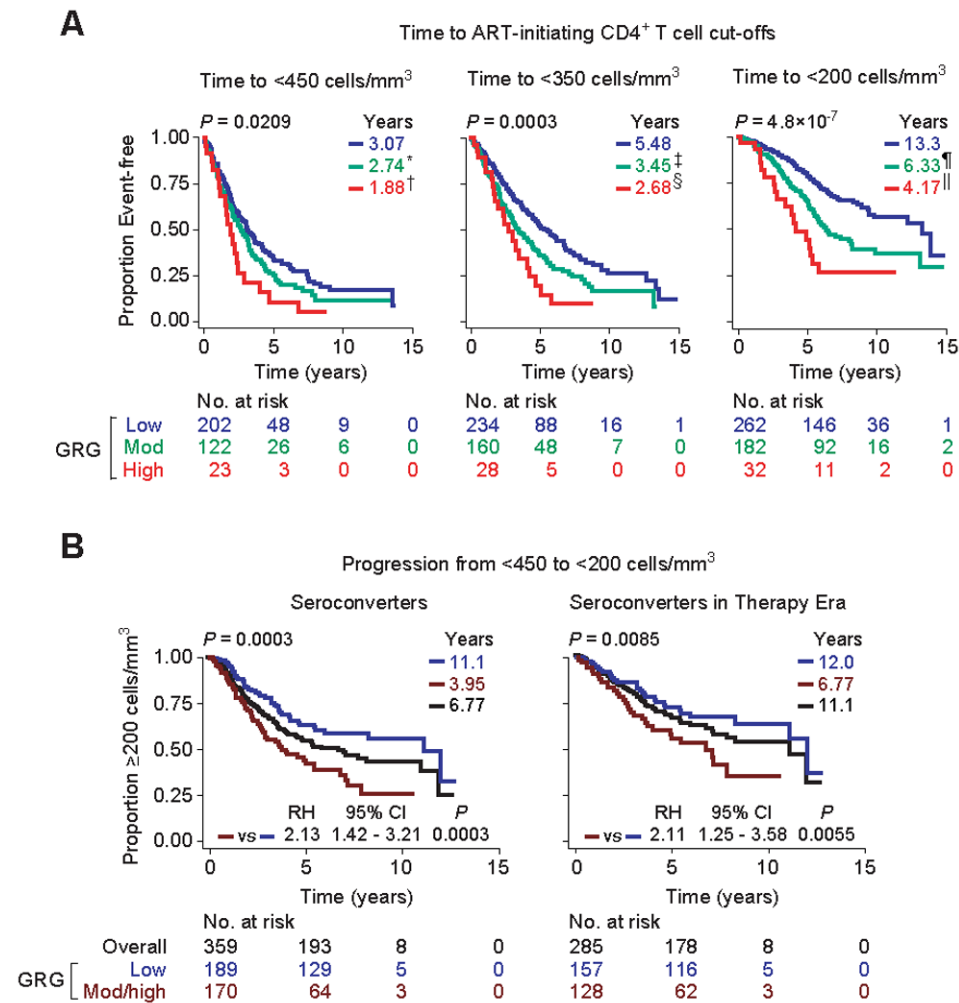 A
Time to ART-initiating CD4⁺ T cell cut-offs
Time to <450 cells/mm³
Time to <350 cells/mm³
Time to <200 cells/mm³
P = 0.0209
Years
3.07
2.74*
1.88†
P = 0.0003
Years
5.48
3.45‡
2.68§
P = 4.8×10⁻⁷
Years
13.3
6.33¶
4.17||
Proportion Event-free
1.00
0.75
0.50
0.25
0.00
0 5 10 15
0 5 10 15
0 5 10 15
Time (years)
Time (years)
Time (years)
No. at risk
No. at risk
No. at risk
GRG
Low 202 48 9 0 234 88 16 1 262 146 36 1
Mod 122 26 6 0 160 48 7 0 182 92 16 2
High 23 3 0 0 28 5 0 0 32 11 2 0
B
Progression from <450 to <200 cells/mm³
Seroconverters
Seroconverters in Therapy Era
P = 0.0003
Years
11.1
3.95
6.77
P = 0.0085
Years
12.0
6.77
11.1
Proportion ≥200 cells/mm³
1.00
0.75
0.50
0.25
0.00
RH 95% CI P
vs 2.13 1.42 - 3.21 0.0003
RH 95% CI P
vs 2.11 1.25 - 3.58 0.0055
0 5 10 15
0 5 10 15
Time (years)
Time (years)
No. at risk
No. at risk
Overall 359 193 8 0 285 178 8 0
GRG
Low 189 129 5 0 157 116 5 0
Mod/high 170 64 3 0 128 62 3 0